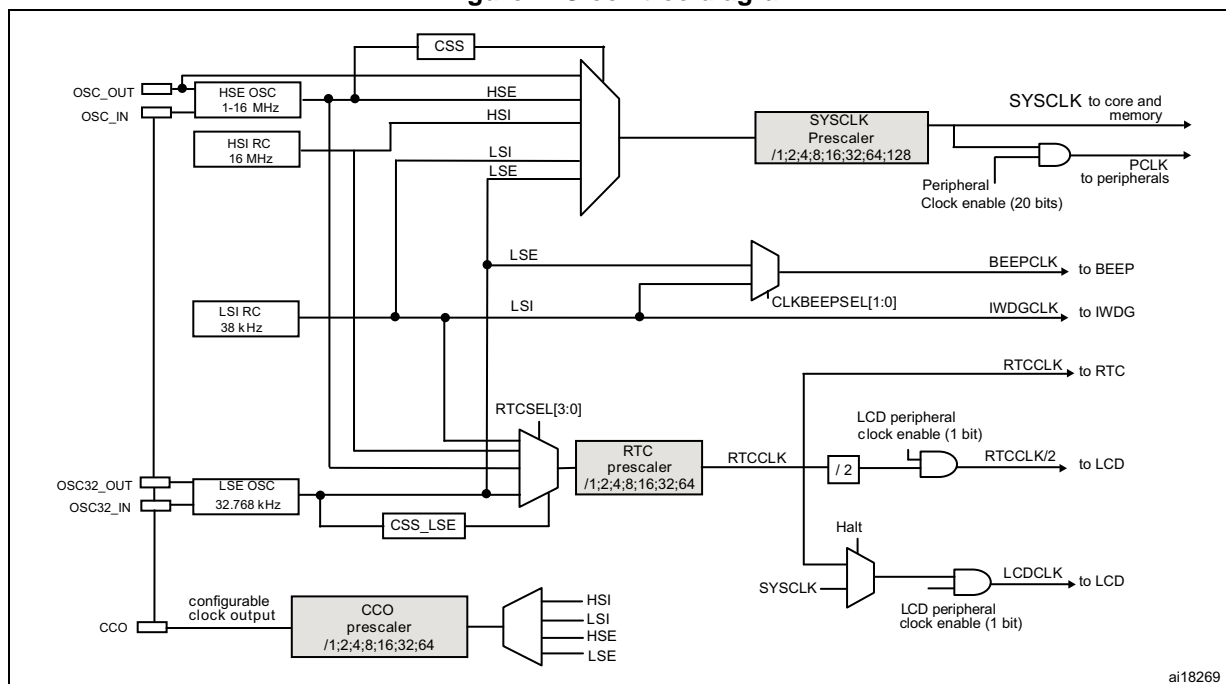 CSS
OSC_OUT
HSE OSC
1-16 MHz
OSC_IN
HSE
HSI
HSI RC
16 MHz
LSI
LSE
SYSCLK
Prescaler
/1;2;4;8;16;32;64;128
SYSCLK to core and
memory
PCLK
to peripherals
Peripheral
Clock enable (20 bits)
LSE
BEEPCLK
to BEEP
CLKBEEPSEL[1:0]
LSI RC
38 kHz
LSI
IWDGCLK
to IWDG
RTCCLK
to RTC
RTCSEL[3:0]
LCD peripheral
clock enable (1 bit)
RTC
prescaler
/1;2;4;8;16;32;64
RTCCLK
/ 2
RTCCLK/2
to LCD
OSC32_OUT
OSC32_IN
LSE OSC
32.768 kHz
CSS_LSE
Halt
SYSCLK
LCDCLK
to LCD
LCD peripheral
clock enable (1 bit)
CCO
configurable
clock output
CCO
prescaler
/1;2;4;8;16;32;64
HSI
LSI
HSE
LSE
ai18269